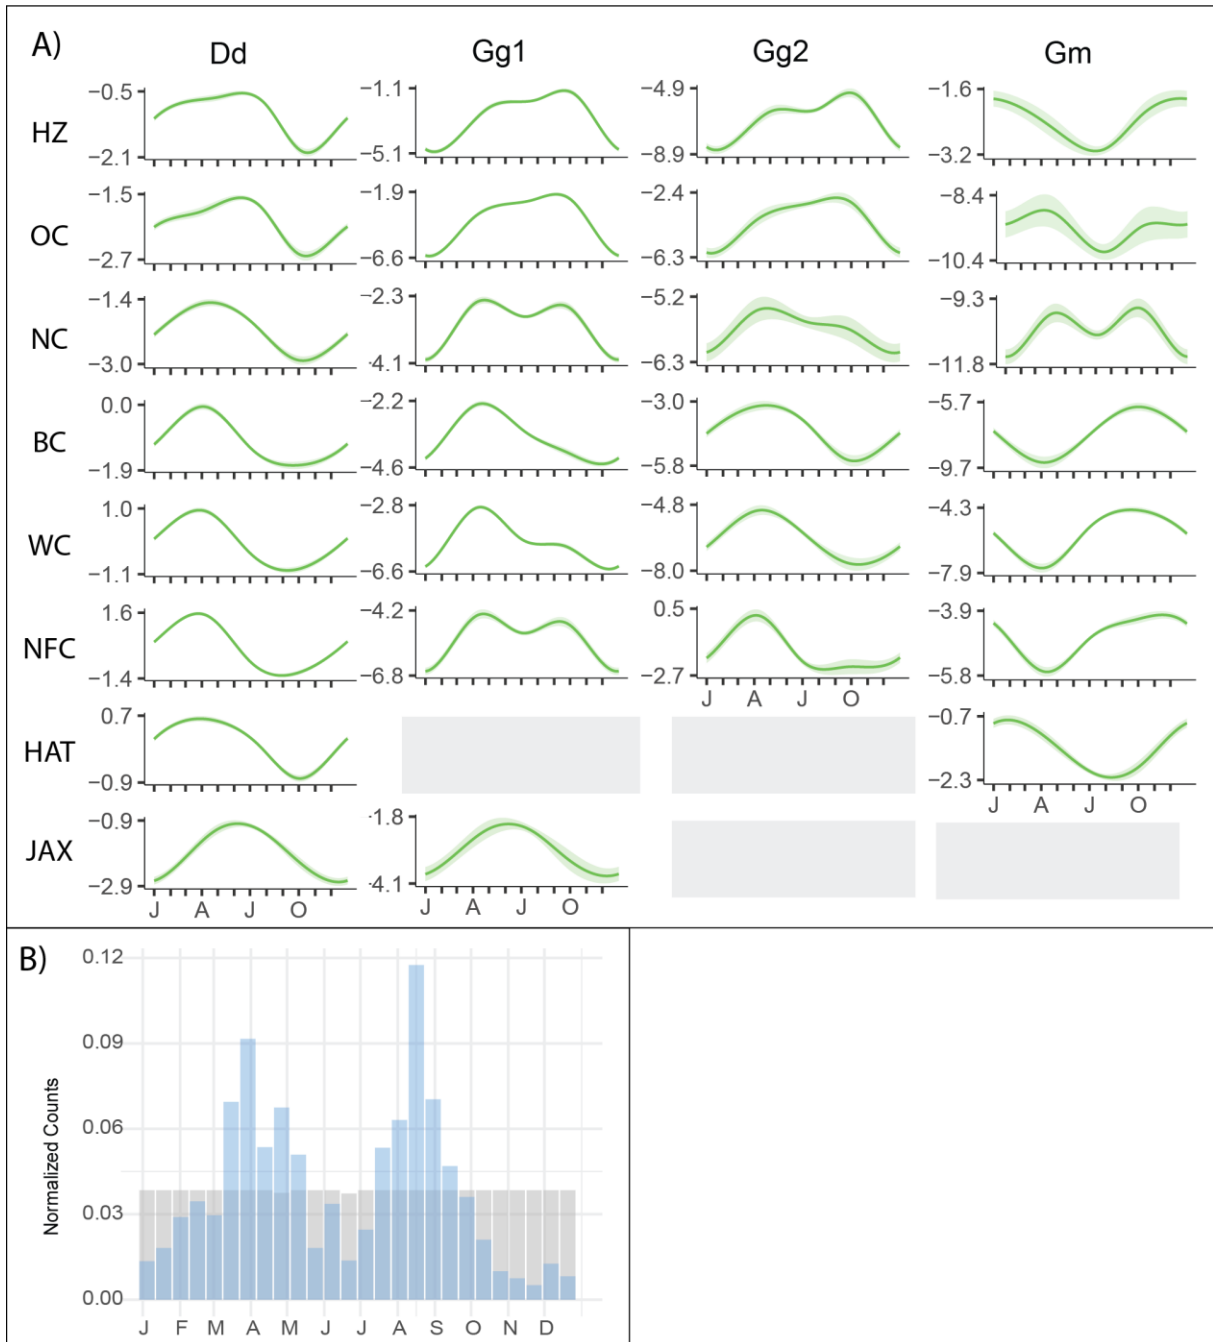 A)
Dd Gg1 Gg2 Gm
HZ −0.5 −2.1 −1.1 −5.1 −4.9 −8.9 −1.6 −3.2
OC −1.5 −2.7 −1.9 −6.6 −2.4 −6.3 −8.4 −10.4
NC −1.4 −3.0 −2.3 -4.1 −5.2 −6.3 −9.3 −11.8
BC 0.0 −1.9 −2.2 −4.6 −3.0 −5.8 −5.7 −9.7
WC 1.0 −1.1 −2.8 −6.6 −4.8 −8.0 −4.3 −7.9
NFC 1.6 −1.4 −4.2 −6.8 0.5 −2.7 −3.9 −5.8
J A J O
HAT 0.7 −0.9 −0.7 −2.3
J A J O
JAX −0.9 −2.9 -1.8 -4.1
J A J O J A J O
B)
Normalized Counts
0.12
0.09
0.06
0.03
0.00
J F M A M J J A S O N D